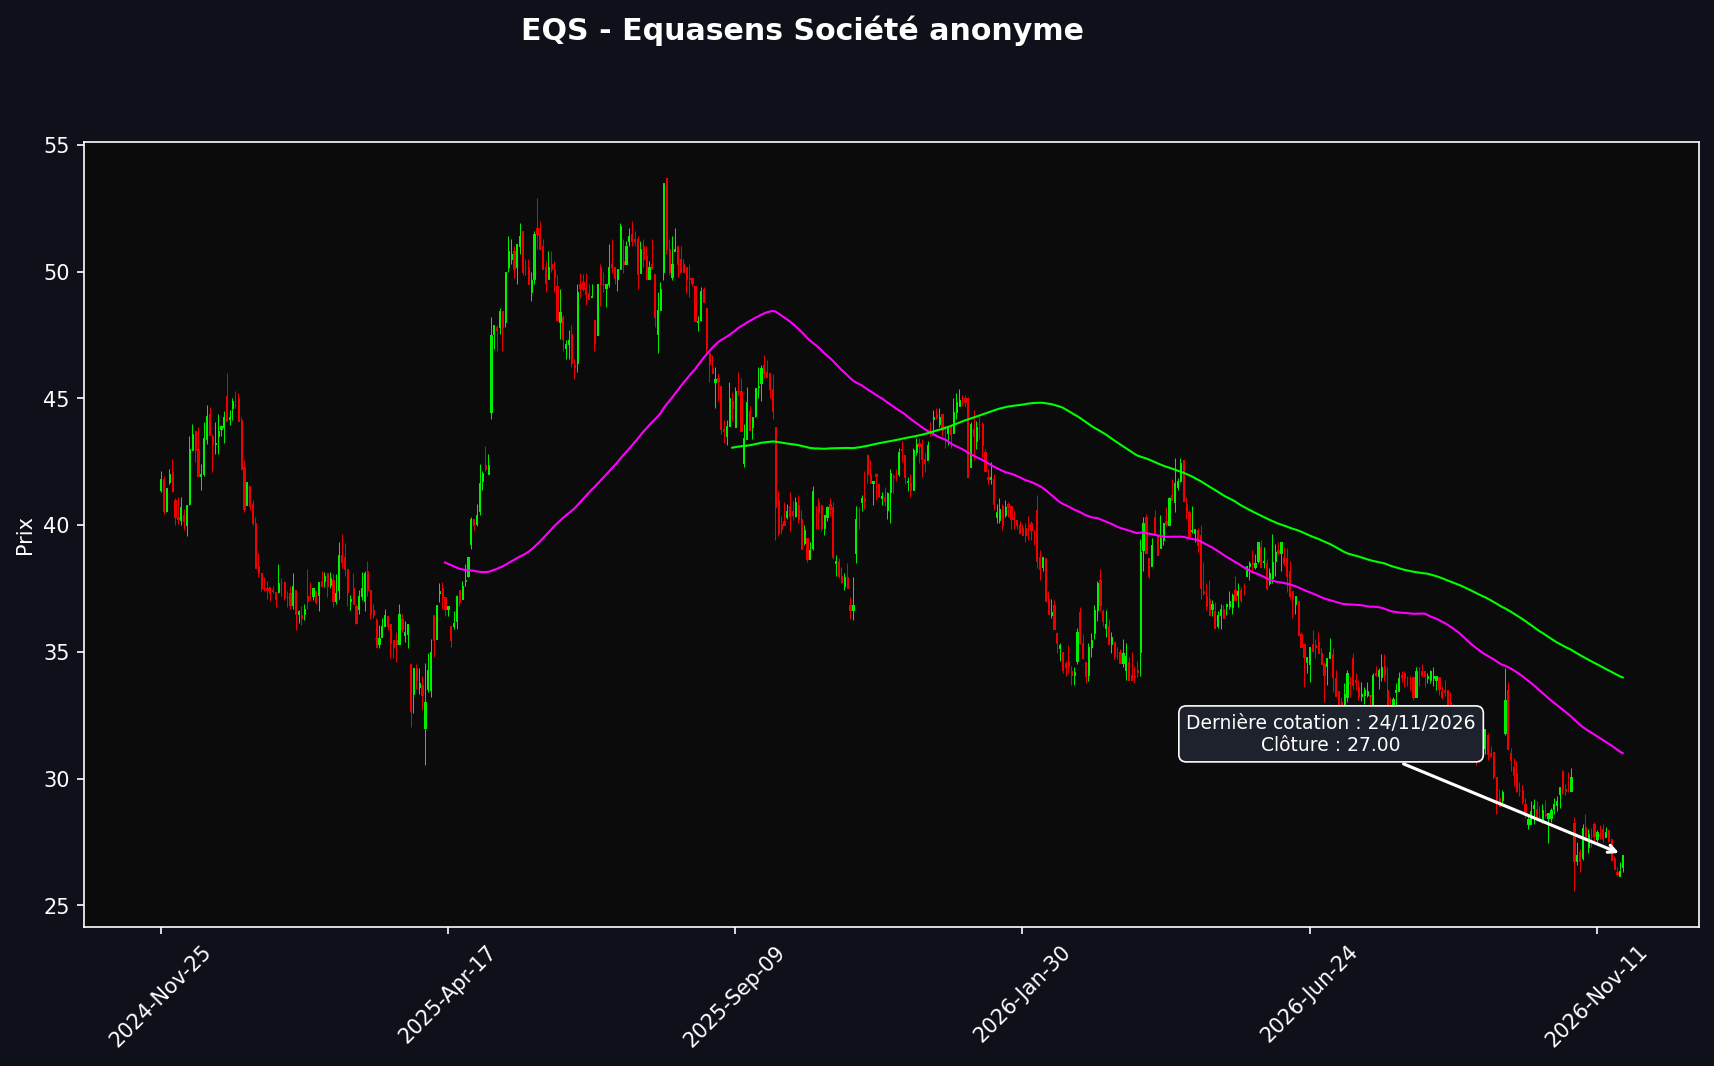 EQS - Equasens Société anonyme
55
50
45
40
35
30
25
Prix
Dernière cotation : 24/11/2026
Clôture : 27.00
2024-Nov-25
2025-Apr-17
2025-Sep-09
2026-Jan-30
2026-Jun-24
2026-Nov-11